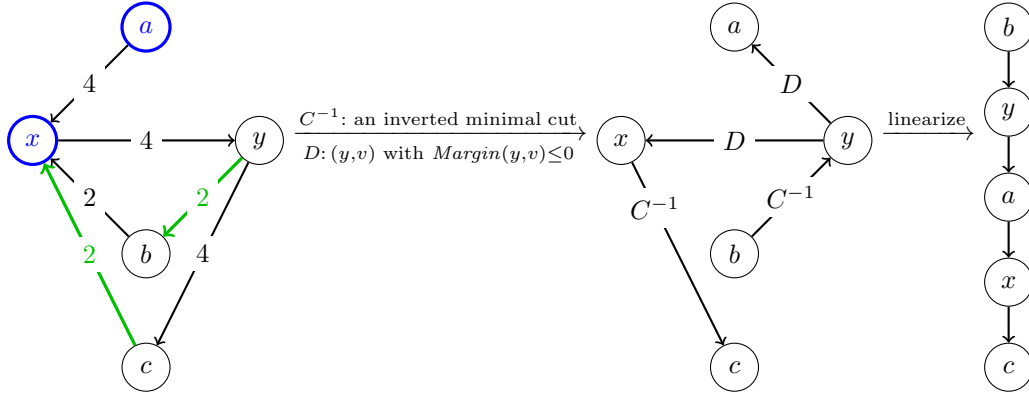 a
4
x
4
y
2
2
2
b
4
c
C⁻¹: an inverted minimal cut
D: (y,v) with Margin(y,v)≤0
a
D
x
D
y
C⁻¹
C⁻¹
b
c
linearize
b
y
a
x
c